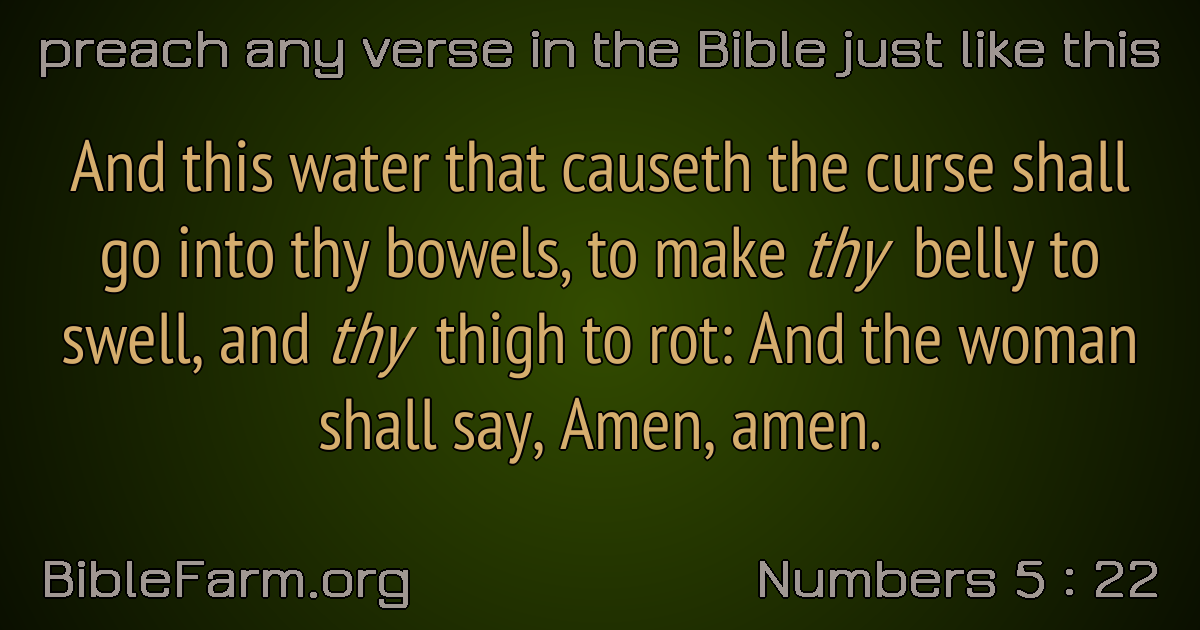 preach any verse in the Bible just like this
And this water that causeth the curse shall
go into thy bowels, to make thy belly to
swell, and thy thigh to rot: And the woman
shall say, Amen, amen.
BibleFarm.org
Numbers 5 : 22